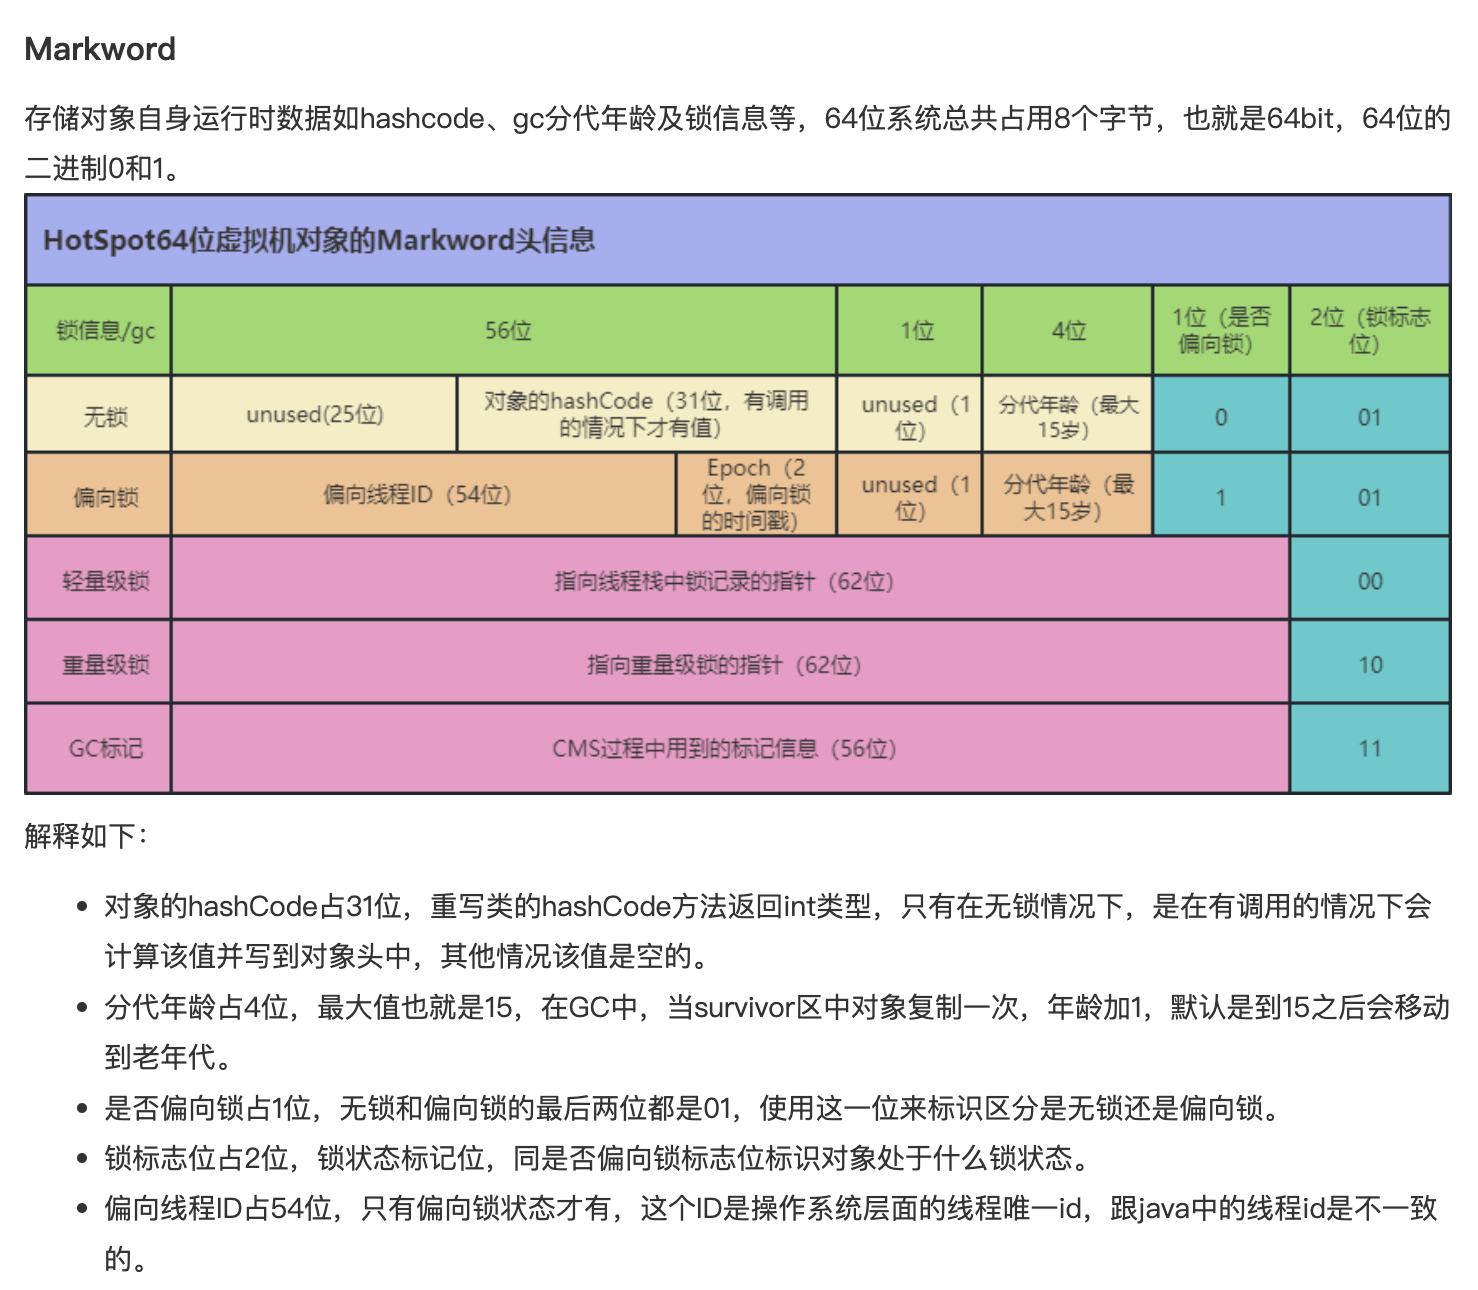 Markword
存储对象自身运行时数据如hashcode、gc分代年龄及锁信息等，64位系统总共占用8个字节，也就是64bit，64位的
二进制0和1。
HotSpot64位虚拟机对象的Markword头信息
锁信息/gc
56位
1位
4位
1位（是否
偏向锁）
2位（锁标志
位）
无锁
unused(25位)
对象的hashCode（31位，有调用
的情况下才有值）
unused（1
位）
分代年龄（最大
15岁）
0
01
偏向锁
偏向线程ID（54位）
Epoch（2
位，偏向锁
的时间戳）
unused（1
位）
分代年龄（最
大15岁）
1
01
轻量级锁
指向线程栈中锁记录的指针（62位）
00
重量级锁
指向重量级锁的指针（62位）
10
GC标记
CMS过程中用到的标记信息（56位）
11
解释如下：
• 对象的hashCode占31位，重写类的hashCode方法返回int类型，只有在无锁情况下，是在有调用的情况下会
计算该值并写到对象头中，其他情况该值是空的。
• 分代年龄占4位，最大值也就是15，在GC中，当survivor区中对象复制一次，年龄加1，默认是到15之后会移动
到老年代。
• 是否偏向锁占1位，无锁和偏向锁的最后两位都是01，使用这一位来标识区分是无锁还是偏向锁。
• 锁标志位占2位，锁状态标记位，同是否偏向锁标志位标识对象处于什么锁状态。
• 偏向线程ID占54位，只有偏向锁状态才有，这个ID是操作系统层面的线程唯一id，跟java中的线程id是不一致
的。